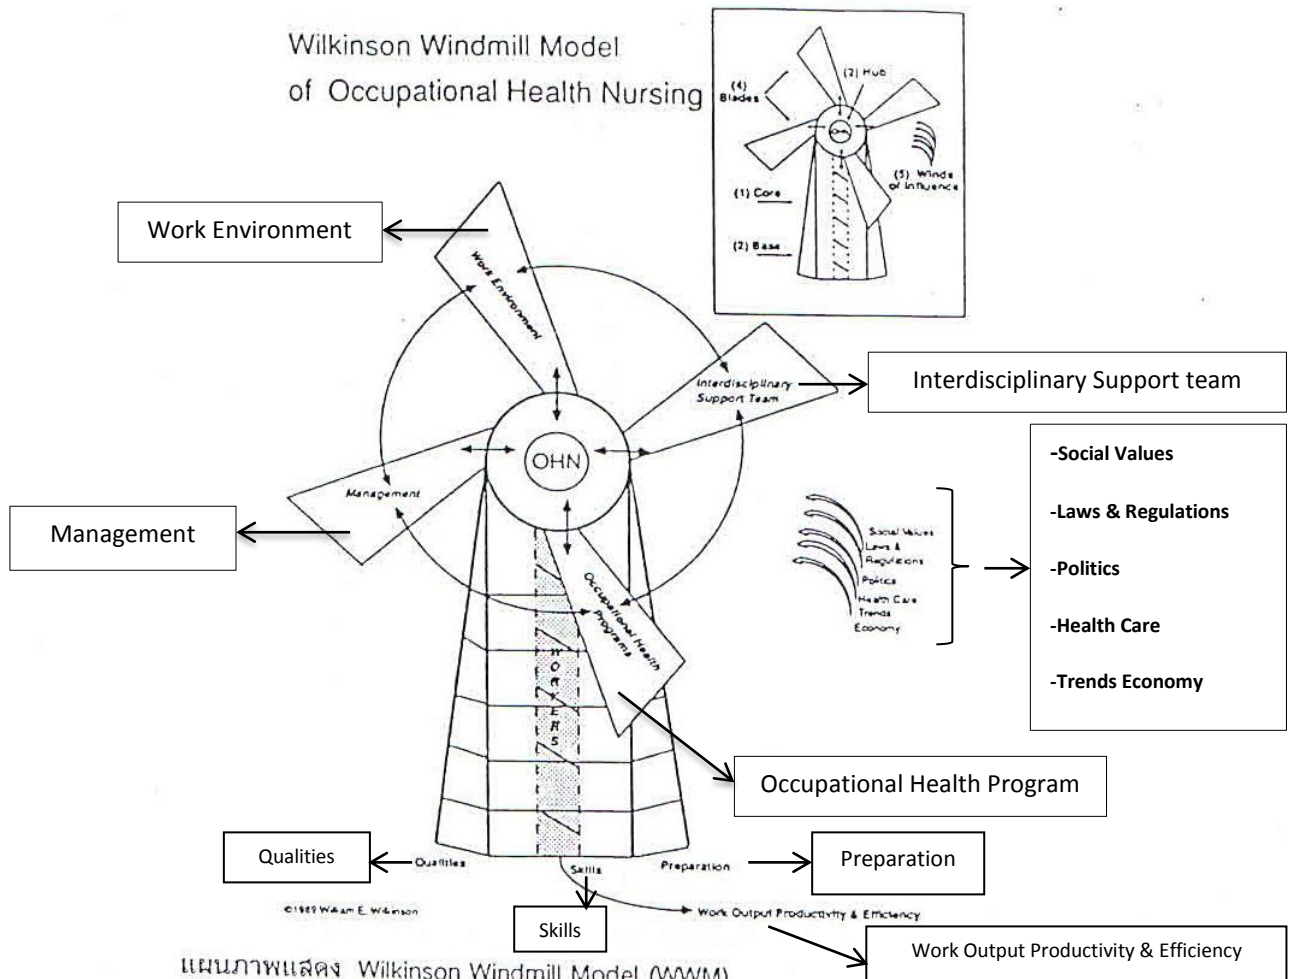 Wilkinson Windmill Model
of Occupational Health Nursing
(4)
Blades
(2) Hub
OHN
(5) Winds
of Influence
(1) Core
(2) Base
Work Environment
Work Environment
Interdisciplinary
Support Team
Interdisciplinary Support team
OHN
Management
Management
Social Values
Laws &
Regulations
Politics
Health Care
Trends
Economy
-Social Values
-Laws & Regulations
-Politics
-Health Care
-Trends Economy
Occupational Health
Programs
WORKERS
Occupational Health Program
Qualities
Qualities
Skills
Preparation
Preparation
©1989 William E. Wilkinson
Skills
Work Output Productivity & Efficiency
Work Output Productivity & Efficiency
แผนภาพแสดง Wilkinson Windmill Model (WWM)